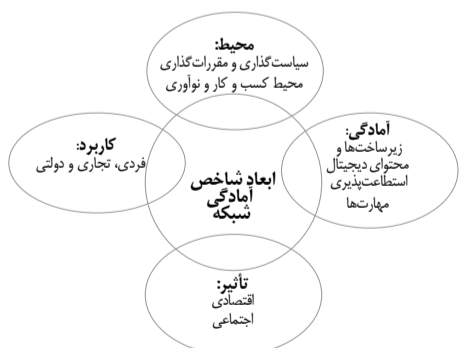 محیط:
سیاست‌گذاری و مقررات‌گذاری
محیط کسب و کار و نوآوری
آمادگی:
زیرساخت‌ها و
محتوای دیجیتال
استطاعت‌پذیری
مهارت‌ها
کاربرد:
فردی، تجاری و دولتی
ابعاد شاخص
آمادگی
شبکه
تأثیر:
اقتصادی
اجتماعی